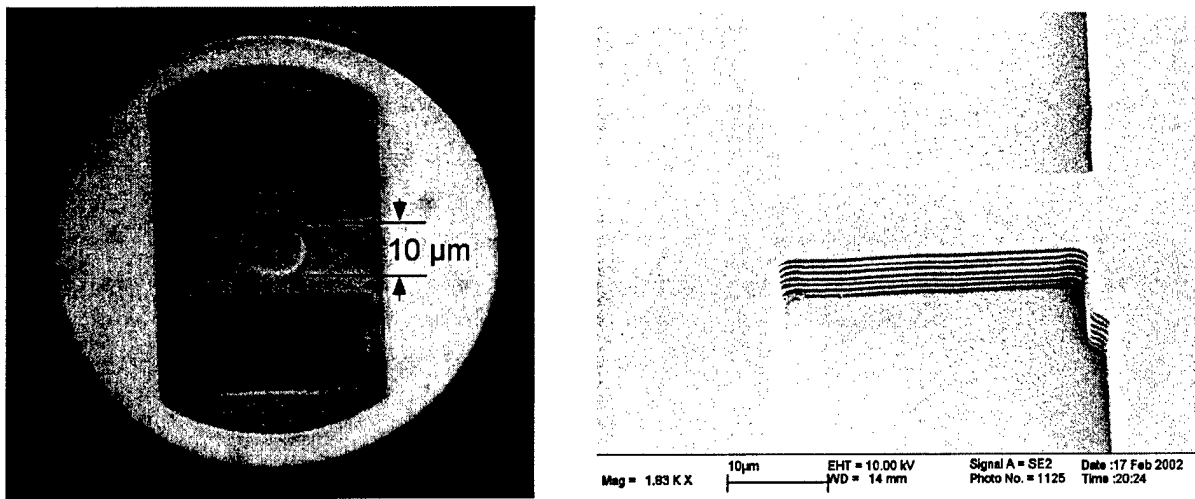 10 µm
10µm
EHT = 10.00 kV
Signal A = SE2
Date :17 Feb 2002
Mag = 1.83 K X
WD = 14 mm
Photo No. = 1125
Time :20:24